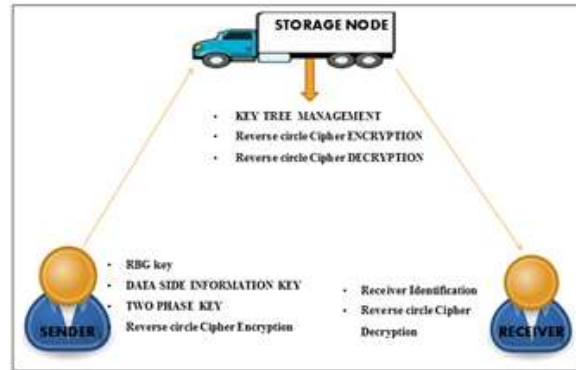 STORAGE NODE
• KEY TREE MANAGEMENT
• Reverse circle Cipher ENCRYPTION
• Reverse circle Cipher DECRYPTION
• RBG key
• DATA SIDE INFORMATION KEY
• TWO PHASE KEY
Reverse circle Cipher Encryption
SENDER
• Receiver Identification
• Reverse circle Cipher
Decryption
RECEIVER